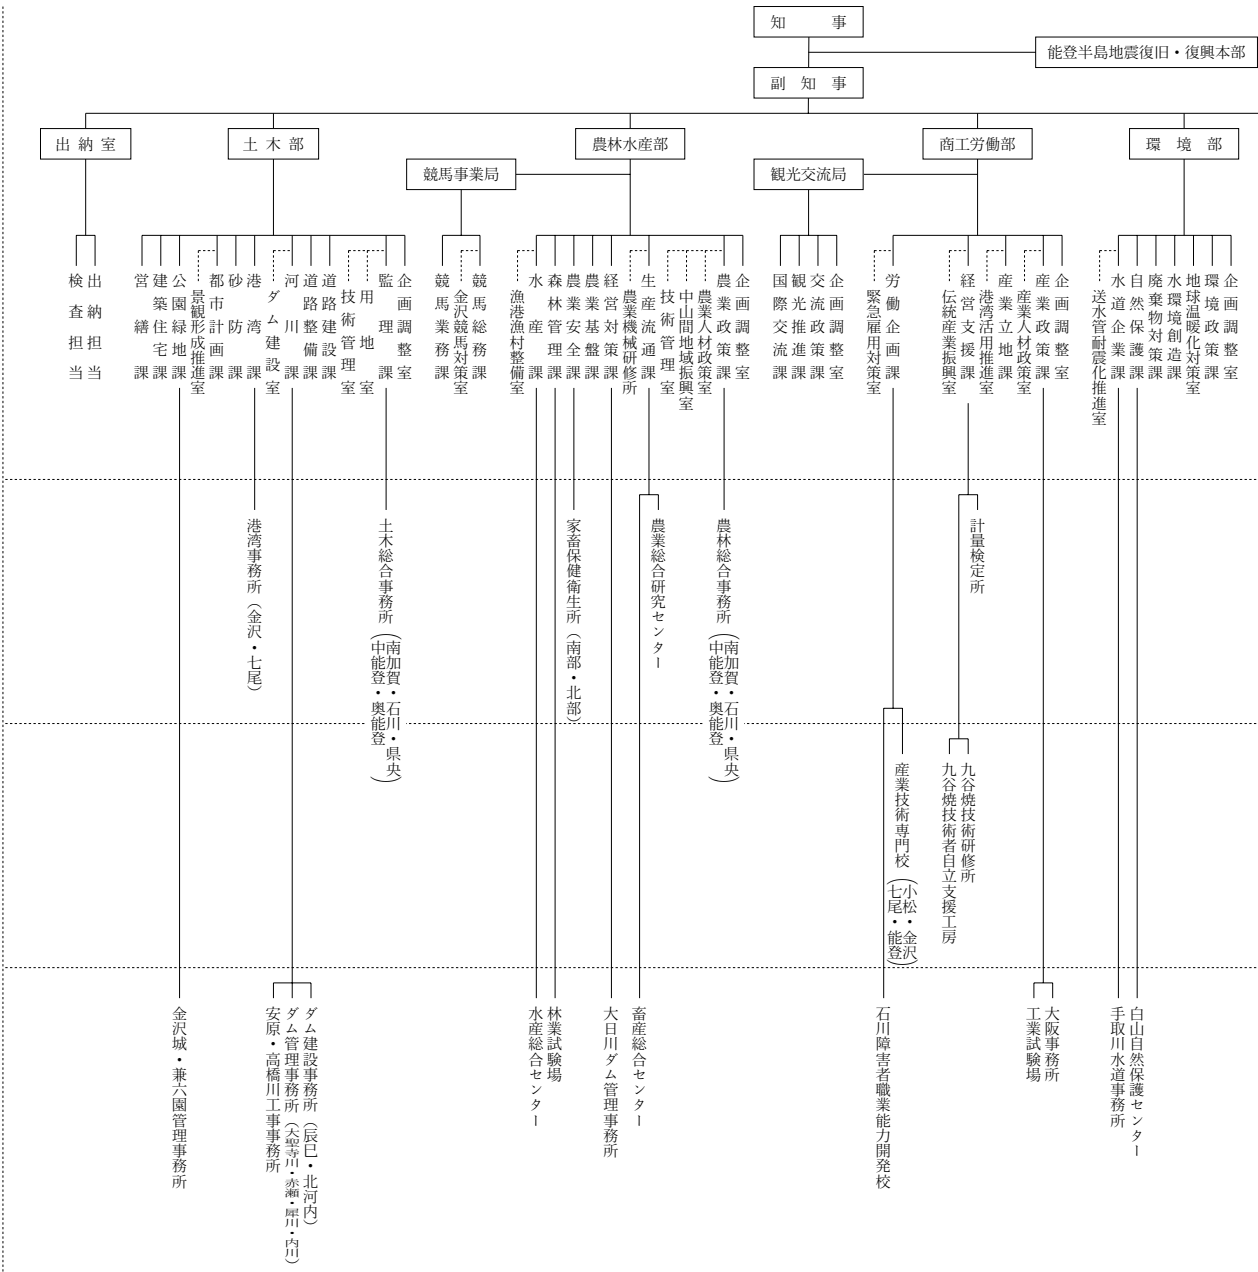 知事
能登半島地震復旧・復興本部
副知事
環境部
商工労働部
農林水産部
土木部
出納室
観光交流局
競馬事業局
企画調整室
環境政策課
地球温暖化対策室
水環境創造課
廃棄物対策課
自然保護課
水道企業課
送水管耐震化推進室
企画調整室
産業政策課
産業人材政策室
産業立地課
港湾活用推進室
経営支援課
伝統産業振興室
労働企画課
緊急雇用対策室
企画調整室
交流政策課
観光推進課
国際交流課
企画調整室
農業政策課
農業人材政策室
中山間地域振興室
技術管理室
生産流通課
農業機械研修所
経営対策課
農業基盤課
農業安全課
森林管理課
水産課
漁港漁村整備室
競馬総務課
金沢競馬対策室
競馬業務課
企画調整室
監理課
用地室
技術管理室
道路建設課
道路整備課
河川課
ダム建設室
港湾課
砂防課
都市計画課
景観形成推進室
公園緑地課
建築住宅課
営繕課
出納担当
検査担当
計量検定所
農林総合事務所(南加賀・石川・県央
中能登・奥能登)
農業総合研究センター
家畜保健衛生所(南部・北部)
土木総合事務所(南加賀・石川・県央
中能登・奥能登)
港湾事務所(金沢・七尾)
九谷焼技術研修所
九谷焼技術者自立支援工房
産業技術専門校(小松・金沢
七尾・能登)
白山自然保護センター
手取川水道事務所
大阪事務所
工業試験場
石川障害者職業能力開発校
畜産総合センター
大日川ダム管理事務所
林業試験場
水産総合センター
ダム建設事務所(辰巳・北河内)
ダム管理事務所(大聖寺川・赤瀬・犀川・内川)
安原・高橋川工事事務所
金沢城・兼六園管理事務所